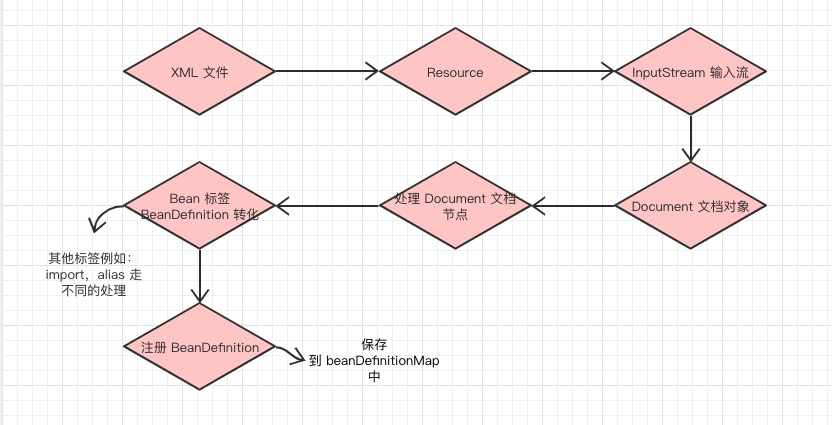 XML 文件
Resource
InputStream 输入流
Document 文档对象
处理 Document 文档
节点
Bean 标签
BeanDefinition 转化
其他标签例如：
import，alias 走
不同的处理
注册 BeanDefinition
保存
到 beanDefinitionMap
中